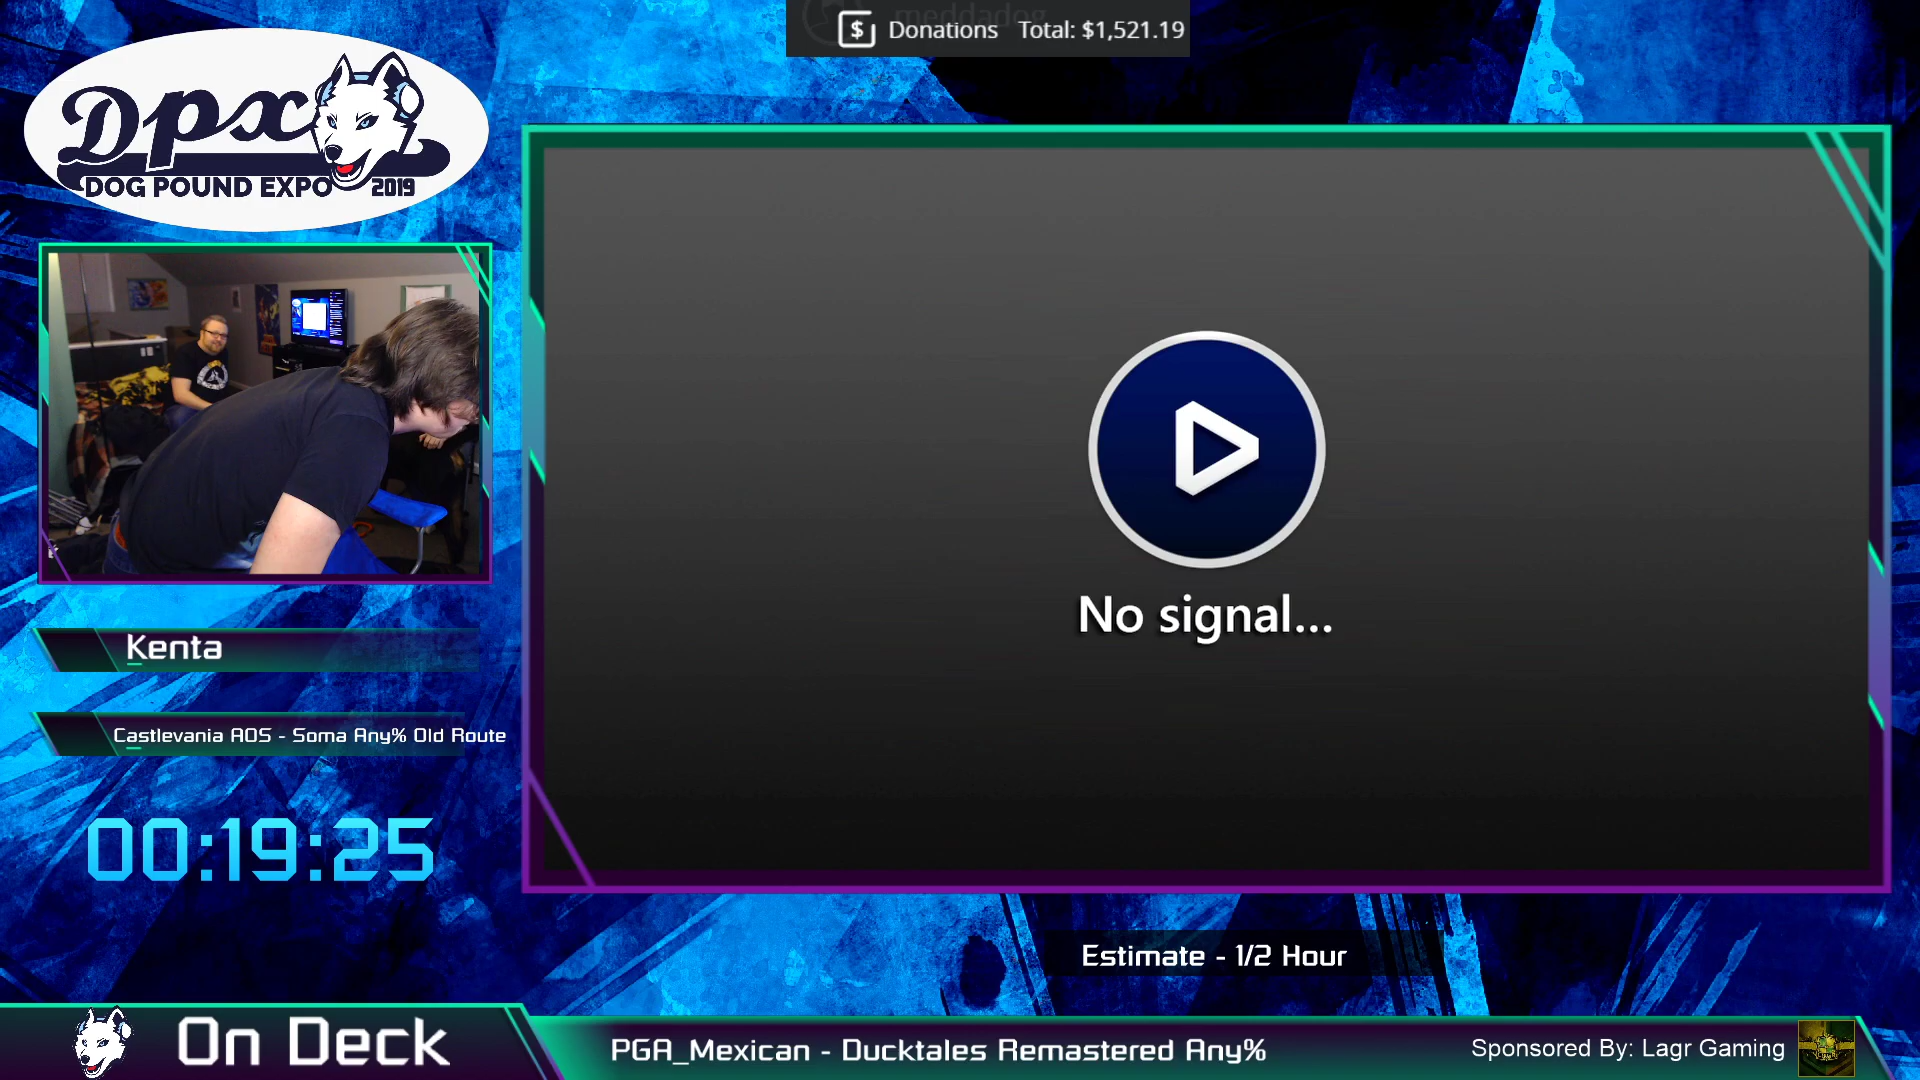 meddadog
$ Donations Total: $1,521.19
Dpx
DOG POUND EXPO 2019
No signal...
Kenta
Castlevania AOS - Soma Any% Old Route
00:19:25
Estimate - 1/2 Hour
On Deck
PGA_Mexican - Ducktales Remastered Any%
Sponsored By: Lagr Gaming